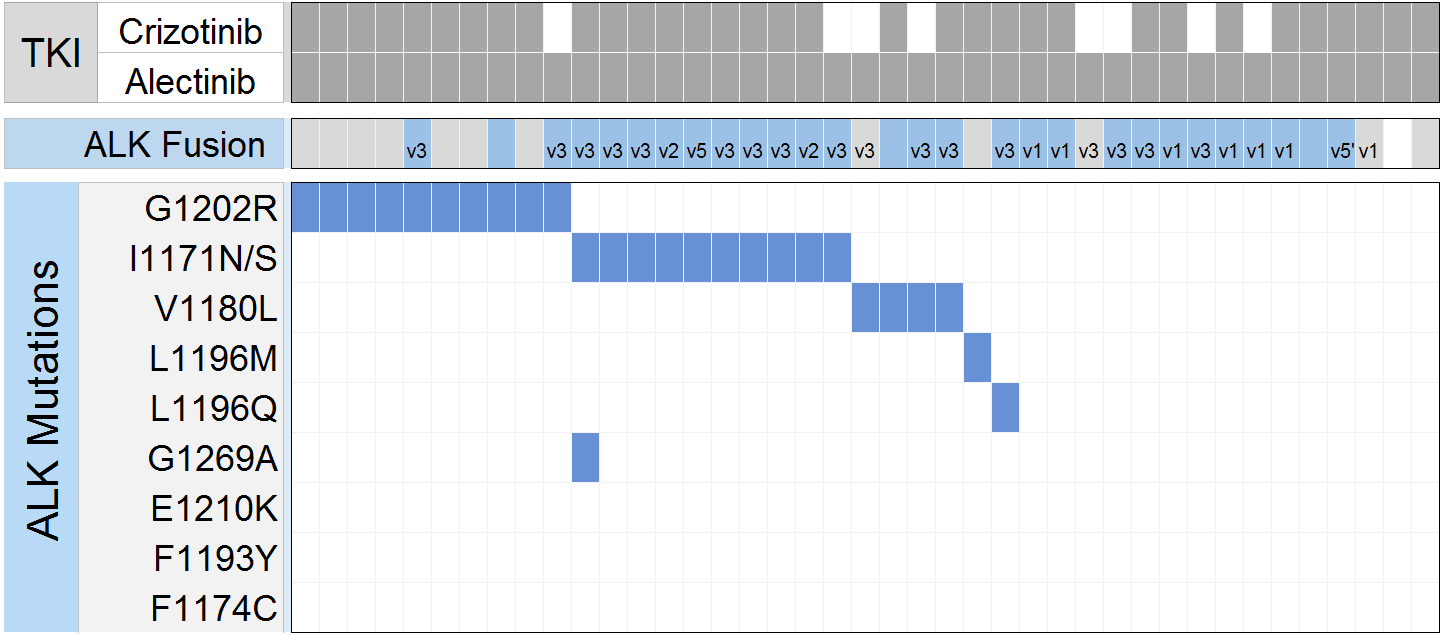 TKI
Crizotinib
Alectinib
ALK Fusion
v3 v3 v3 v3 v3 v2 v5 v3 v3 v3 v2 v3 v3 v3 v3 v3 v1 v1 v3 v3 v3 v1 v3 v1 v1 v1 v5' v1
ALK Mutations
G1202R
I1171N/S
V1180L
L1196M
L1196Q
G1269A
E1210K
F1193Y
F1174C